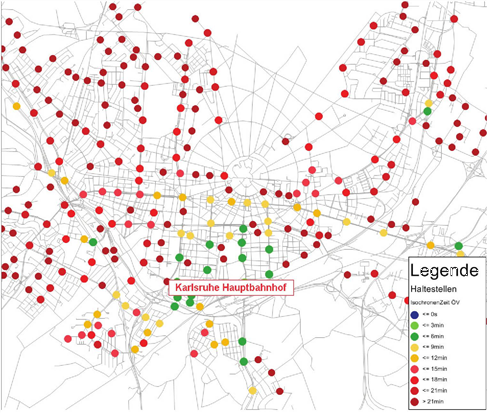 Karlsruhe Hauptbahnhof
Legende
Haltestellen
IsochronenZeit ÖV
<= 0s
<= 3min
<= 6min
<= 9min
<= 12min
<= 15min
<= 18min
<= 21min
> 21min